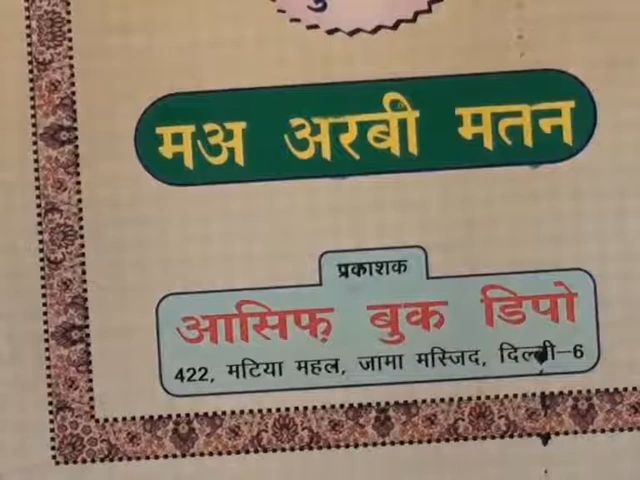 मअ अरबी मतन
प्रकाशक
आसिफ़ बुक डिपो
422, मटिया महल, जामा मस्जिद, दिल्ली-6